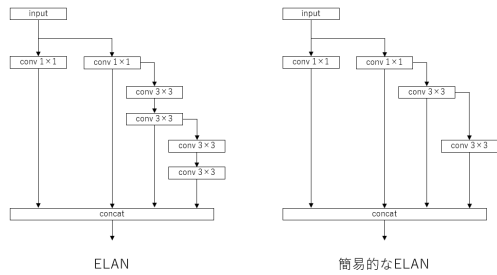 input
conv 1×1
conv 1×1
conv 3×3
conv 3×3
conv 3×3
conv 3×3
concat
ELAN
input
conv 1×1
conv 1×1
conv 3×3
conv 3×3
concat
簡易的なELAN